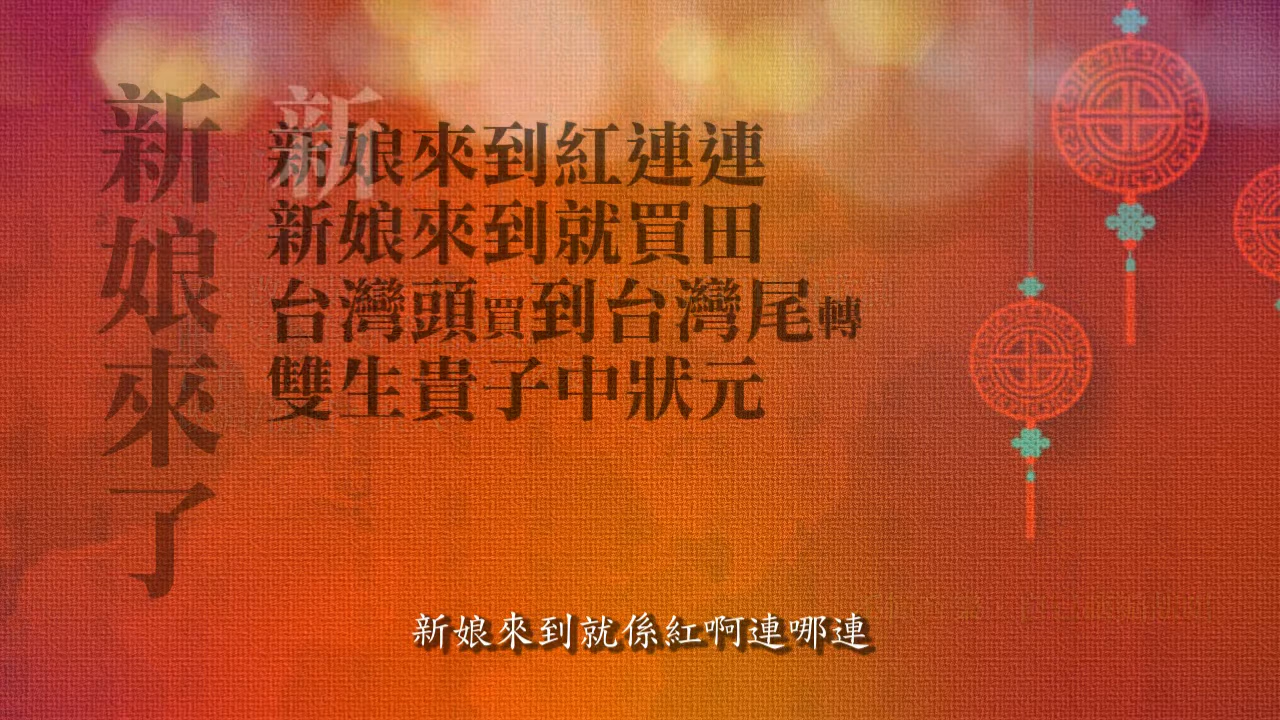 新娘來了
新
新娘來到紅連連
新娘來到就買田
台灣頭買到台灣尾轉
雙生貴子中狀元
新娘來到就係紅啊連哪連